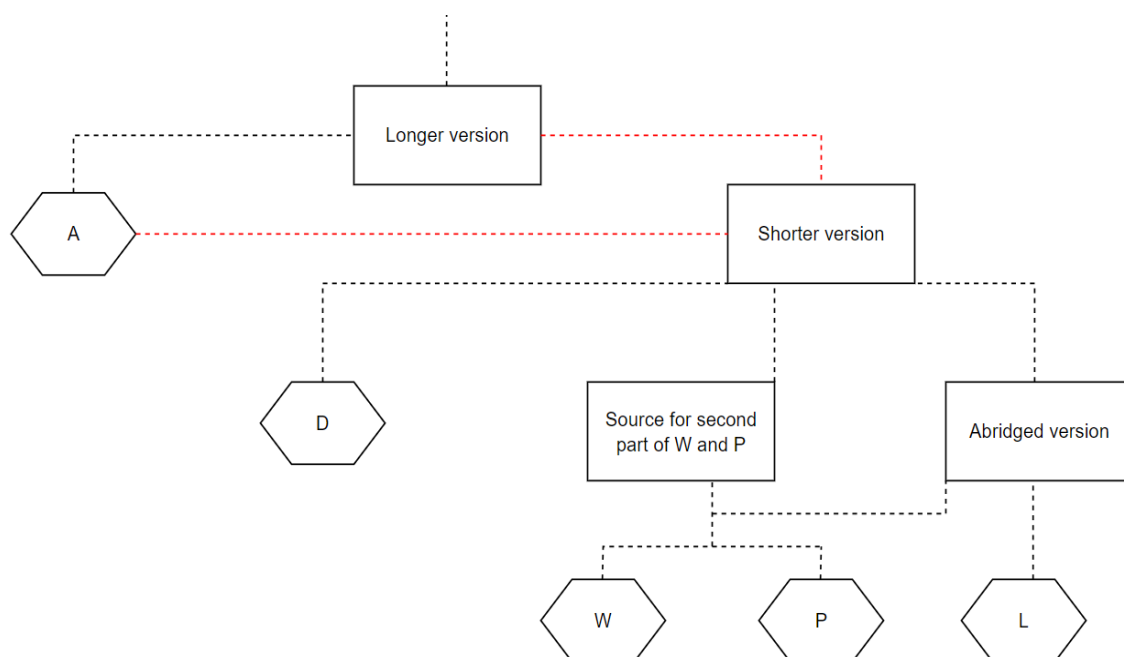 Longer version
A
Shorter version
D
Source for second
part of W and P
Abridged version
W
P
L